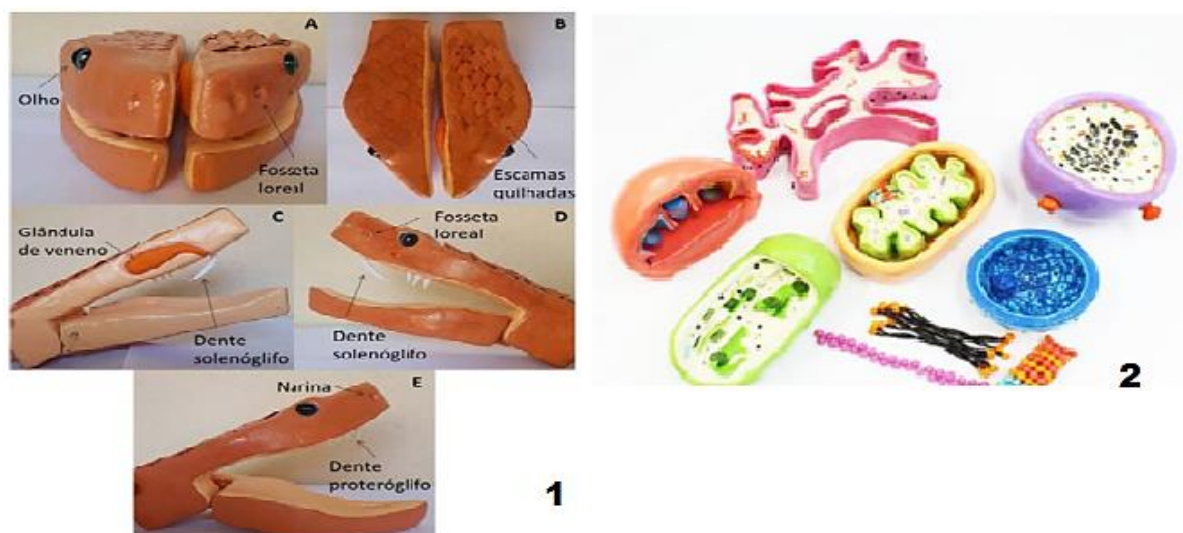 A
Olho
Fosseta
loreal
B
Escamas
quilhadas
C
Glândula
de veneno
Dente
solenóglifo
D
Fosseta
loreal
Dente
solenóglifo
E
Narina
Dente
proteróglifo
1
2